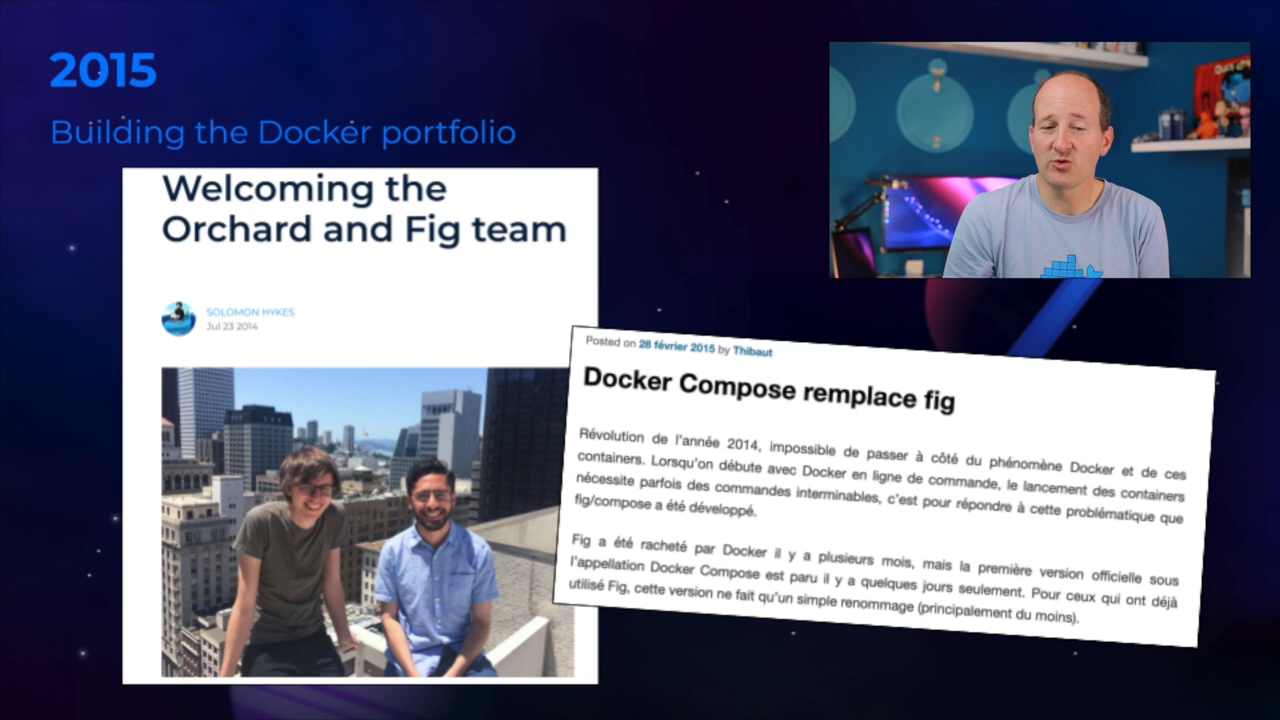 2015
Building the Docker portfolio
Welcoming the
Orchard and Fig team
SOLOMON HYKES
Jul 23 2014
Posted on 28 février 2015 by Thibaut
Docker Compose remplace fig
Révolution de l'année 2014, impossible de passer à côté du phénomène Docker et de ces
containers. Lorsqu'on débute avec Docker en ligne de commande, le lancement des containers
nécessite parfois des commandes interminables, c'est pour répondre à cette problématique que
fig/compose a été développé.
Fig a été racheté par Docker il y a plusieurs mois, mais la première version officielle sous
l'appellation Docker Compose est paru il y a quelques jours seulement. Pour ceux qui ont déjà
utilisé Fig, cette version ne fait qu'un simple renommage (principalement du moins).